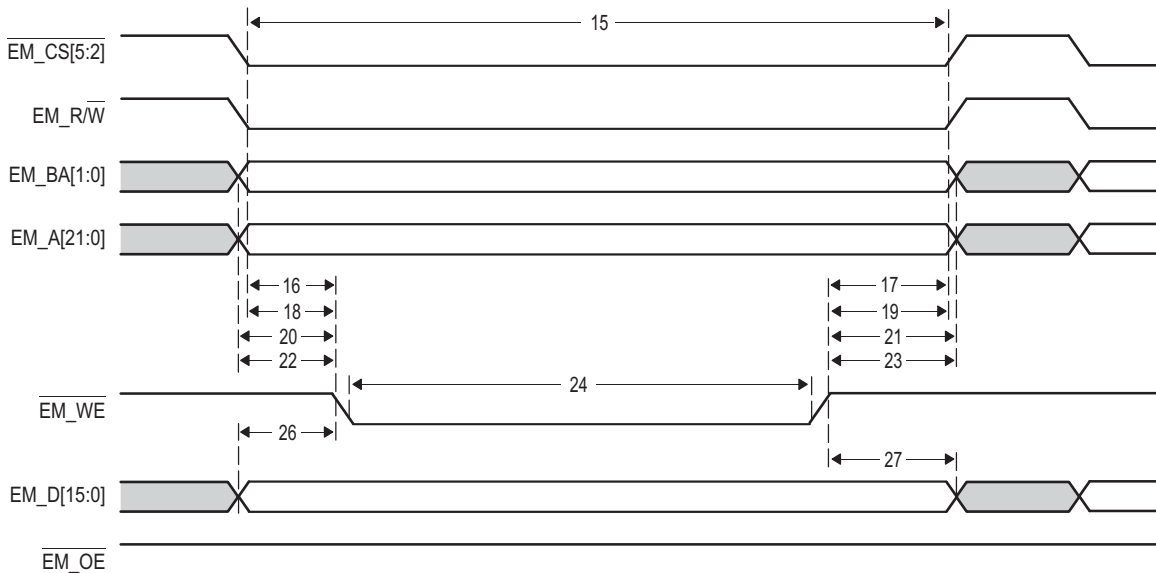 15
EM_CS[5:2]
EM_R/W
EM_BA[1:0]
EM_A[21:0]
16 17
18 19
20 21
22 23
24
EM_WE
26
27
EM_D[15:0]
EM_OE